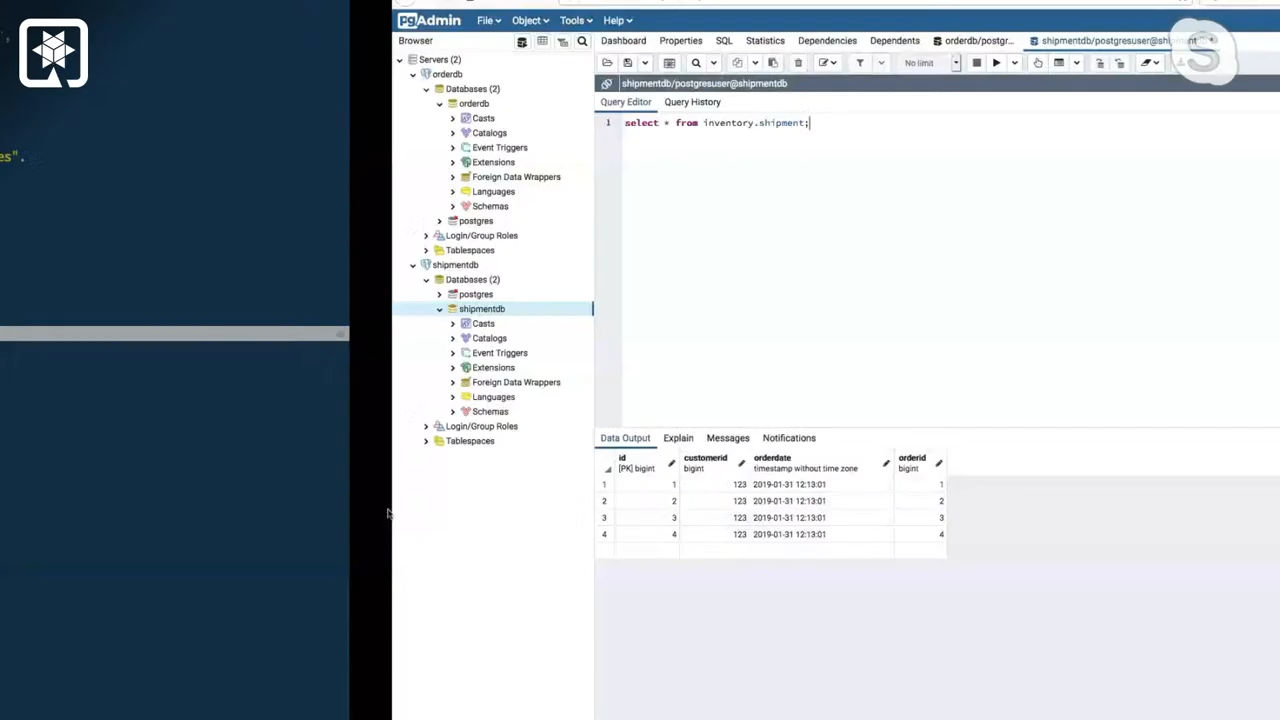 es".
pgAdmin File Object Tools Help
Browser
Dashboard Properties SQL Statistics Dependencies Dependents orderdb/postgr... shipmentdb/postgresuser@shipment
No limit
Servers (2)
orderdb
Databases (2)
orderdb
Casts
Catalogs
Event Triggers
Extensions
Foreign Data Wrappers
Languages
Schemas
postgres
Login/Group Roles
Tablespaces
shipmentdb
Databases (2)
postgres
shipmentdb
Casts
Catalogs
Event Triggers
Extensions
Foreign Data Wrappers
Languages
Schemas
Login/Group Roles
Tablespaces
shipmentdb/postgresuser@shipmentdb
Query Editor Query History
1 select * from inventory.shipment;
Data Output Explain Messages Notifications
id customerid orderdate orderid
[PK] bigint bigint timestamp without time zone bigint
1 1 123 2019-01-31 12:13:01 1
2 2 123 2019-01-31 12:13:01 2
3 3 123 2019-01-31 12:13:01 3
4 4 123 2019-01-31 12:13:01 4